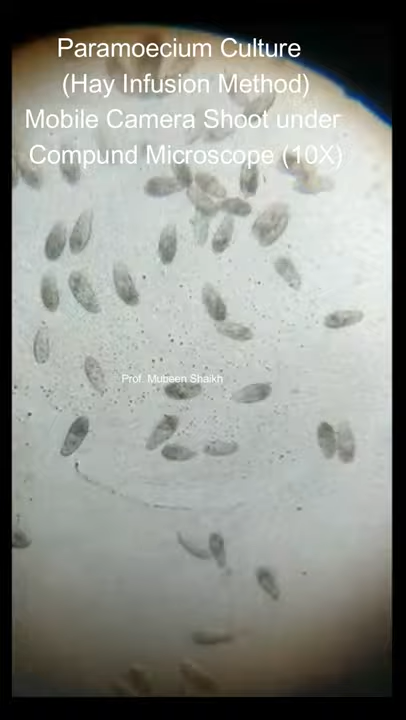 Paramoecium Culture
(Hay Infusion Method)
Mobile Camera Shoot under
Compund Microscope (10X)
Prof. Mubeen Shaikh